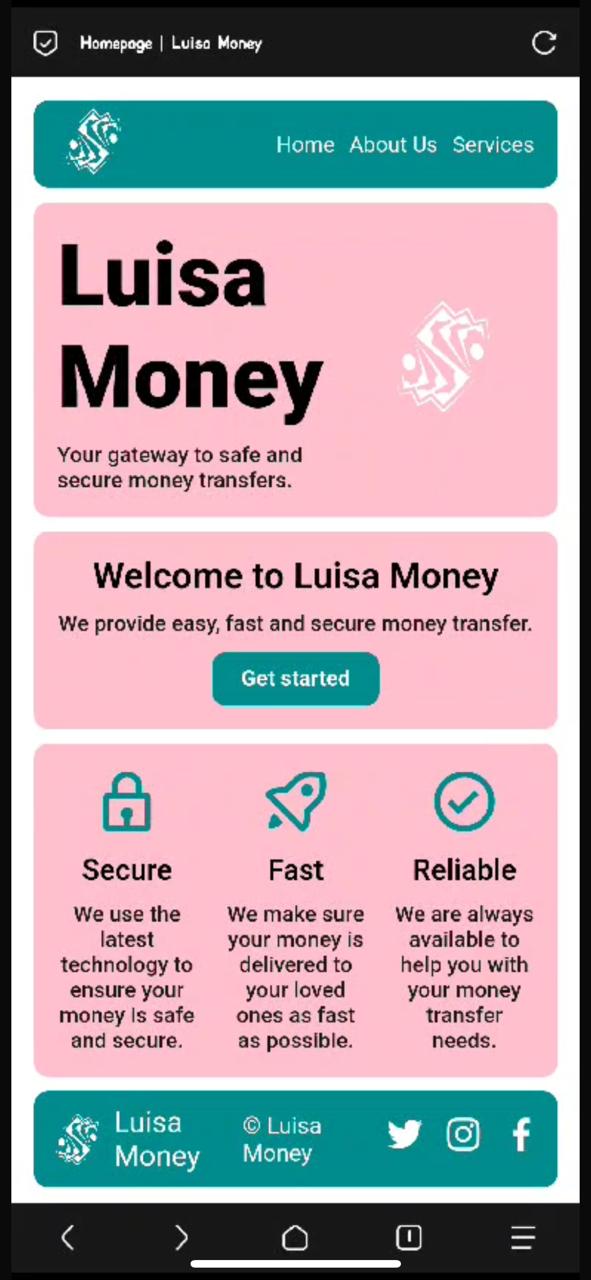 Homepage | Luisa Money
Home About Us Services
Luisa
Money
Your gateway to safe and
secure money transfers.
Welcome to Luisa Money
We provide easy, fast and secure money transfer.
Get started
Secure
We use the
latest
technology to
ensure your
money is safe
and secure.
Fast
We make sure
your money is
delivered to
your loved
ones as fast
as possible.
Reliable
We are always
available to
help you with
your money
transfer
needs.
Luisa
Money
© Luisa
Money